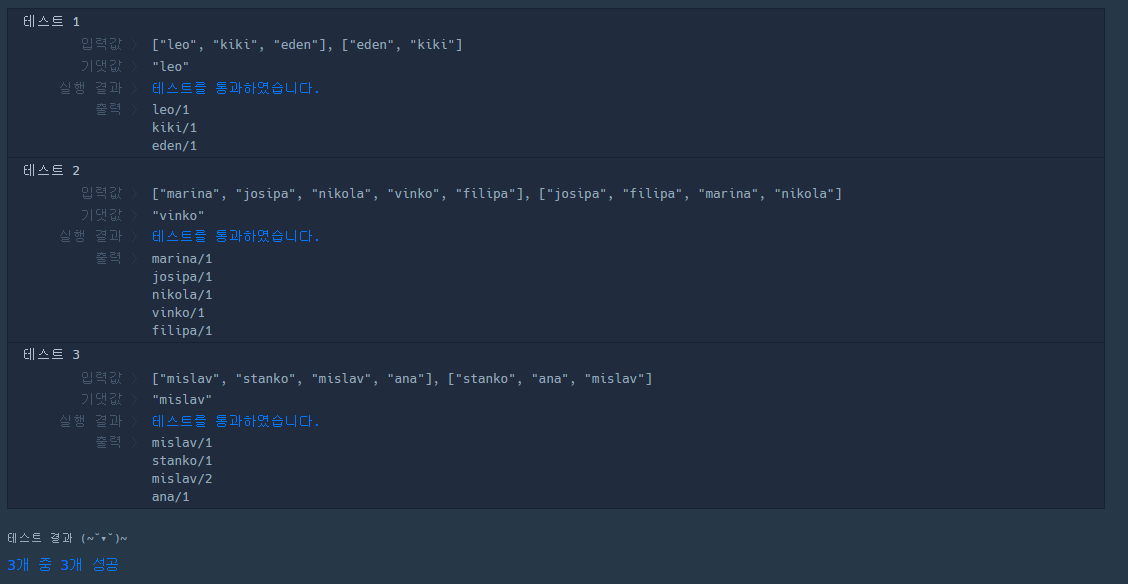 테스트 1
입력값 〉 ["leo", "kiki", "eden"], ["eden", "kiki"]
기댓값 〉 "leo"
실행 결과 〉 테스트를 통과하였습니다.
출력 〉 leo/1
kiki/1
eden/1
테스트 2
입력값 〉 ["marina", "josipa", "nikola", "vinko", "filipa"], ["josipa", "filipa", "marina", "nikola"]
기댓값 〉 "vinko"
실행 결과 〉 테스트를 통과하였습니다.
출력 〉 marina/1
josipa/1
nikola/1
vinko/1
filipa/1
테스트 3
입력값 〉 ["mislav", "stanko", "mislav", "ana"], ["stanko", "ana", "mislav"]
기댓값 〉 "mislav"
실행 결과 〉 테스트를 통과하였습니다.
출력 〉 mislav/1
stanko/1
mislav/2
ana/1
테스트 결과 (~˘▾˘)~
3개 중 3개 성공